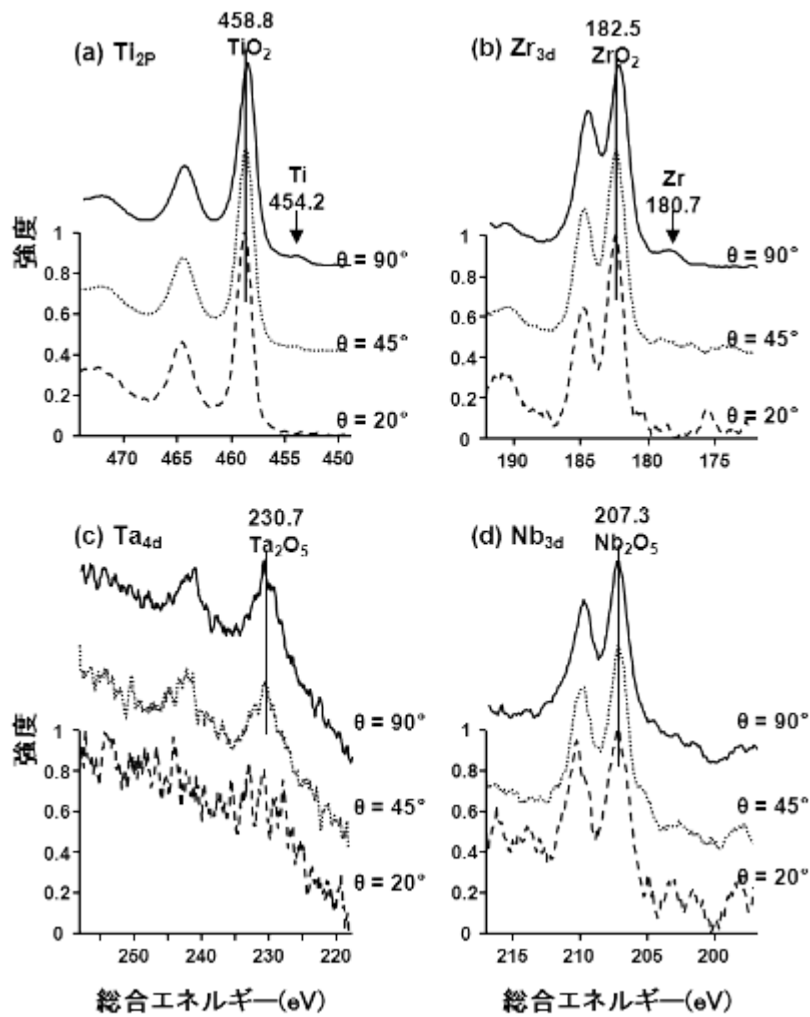 458.8
(a) Ti2P
TiO2
Ti
454.2
強度
θ = 90°
1
0.8
θ = 45°
0.6
0.4
θ = 20°
0.2
0
470 465 460 455 450
182.5
(b) Zr3d
ZrO2
Zr
180.7
θ = 90°
1
0.8
θ = 45°
0.6
0.4
θ = 20°
0.2
0
190 185 180 175
230.7
(c) Ta4d
Ta2O5
強度
θ = 90°
1
0.8
θ = 45°
0.6
0.4
θ = 20°
0.2
0
250 240 230 220
総合エネルギー(eV)
207.3
(d) Nb3d
Nb2O5
θ = 90°
1
0.8
θ = 45°
0.6
0.4
θ = 20°
0.2
0
215 210 205 200
総合エネルギー(eV)